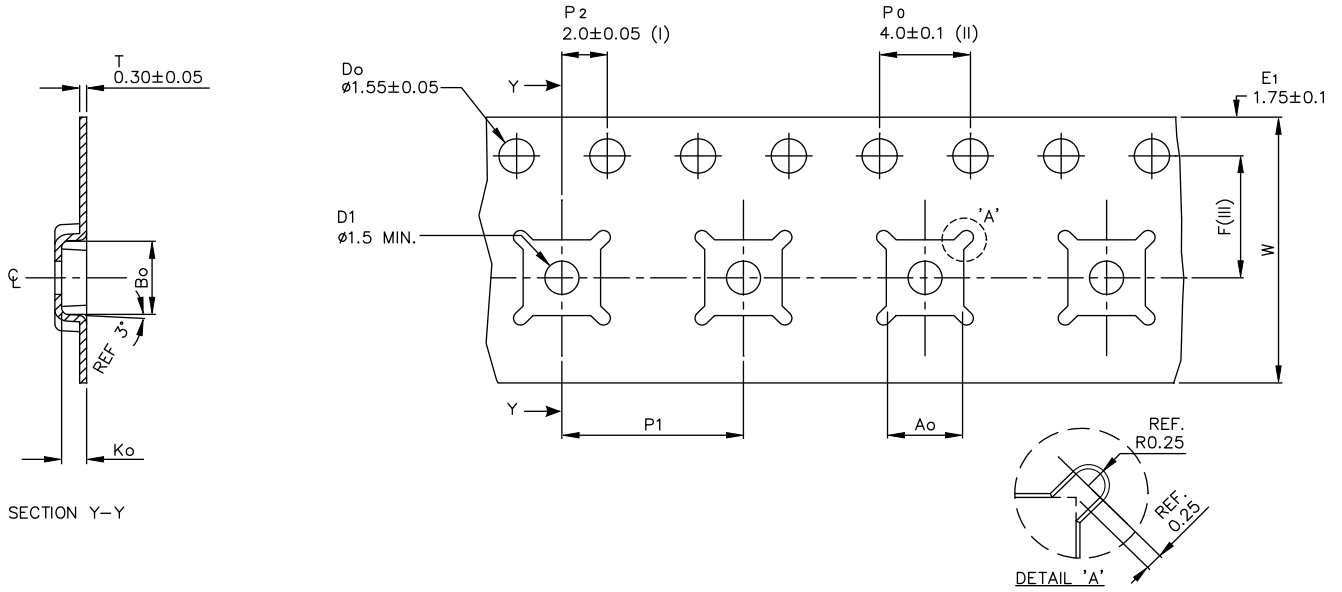 T
0.30±0.05
REF 3°
Bo
Ko
℄
SECTION Y-Y
P2
2.0±0.05 (I)
Po
4.0±0.1 (II)
Do
ø1.55±0.05
Y
E1
1.75±0.1
D1
ø1.5 MIN.
'A'
F(III)
W
Y
P1
Ao
REF.
R0.25
REF.
0.25
DETAIL 'A'